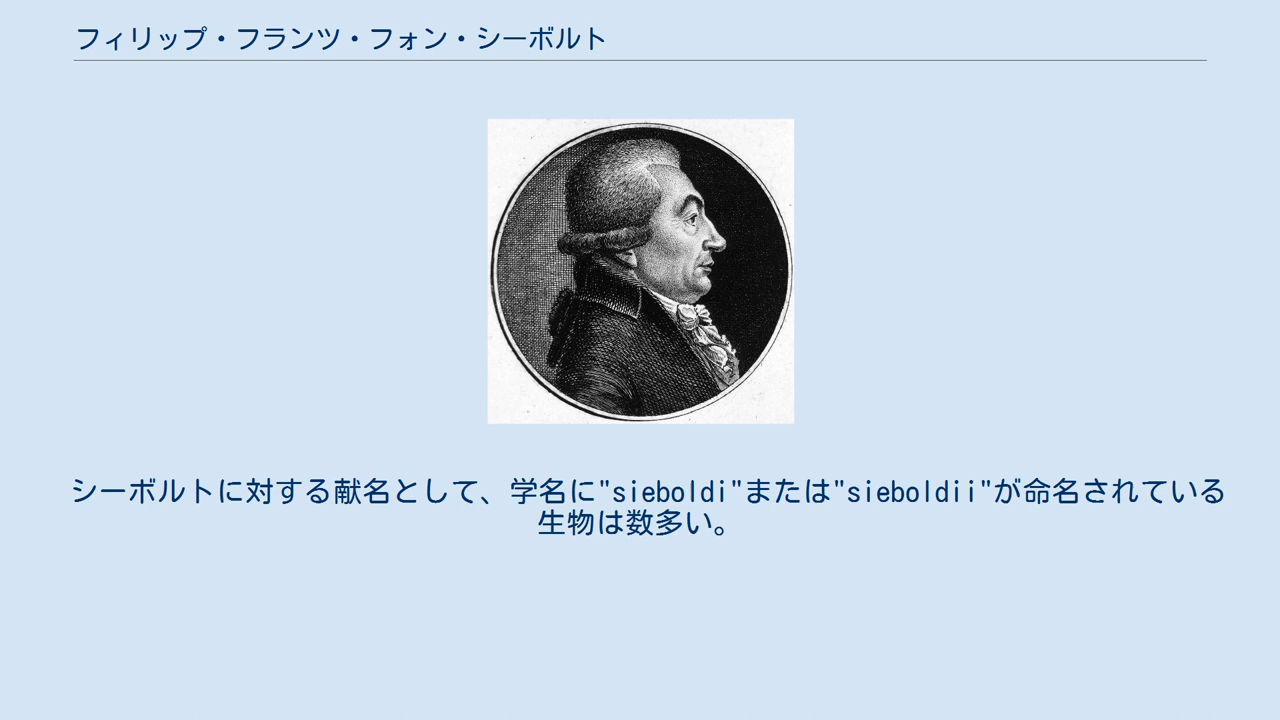 フィリップ・フランツ・フォン・シーボルト
シーボルトに対する献名として、学名に"sieboldi"または"sieboldii"が命名されている
生物は数多い。